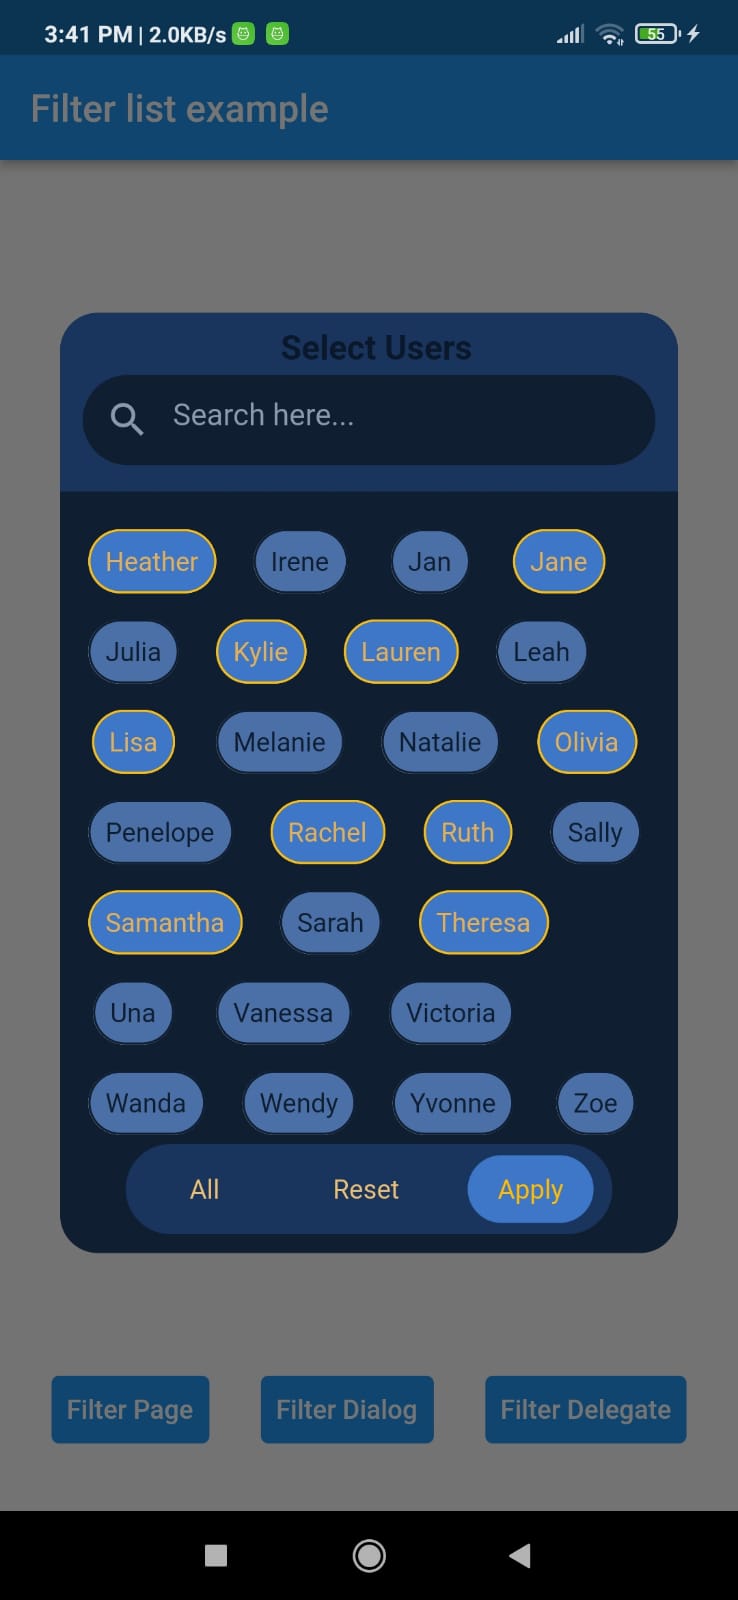 3:41 PM | 2.0KB/s 55
Filter list example
Select Users
Search here...
Heather Irene Jan Jane
Julia Kylie Lauren Leah
Lisa Melanie Natalie Olivia
Penelope Rachel Ruth Sally
Samantha Sarah Theresa
Una Vanessa Victoria
Wanda Wendy Yvonne Zoe
All Reset Apply
Filter Page Filter Dialog Filter Delegate